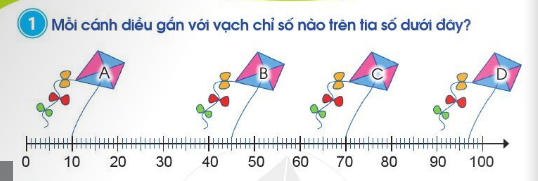 1 Mỗi cánh diều gắn với vạch chỉ số nào trên tia số dưới đây?
A B C D
0 10 20 30 40 50 60 70 80 90 100